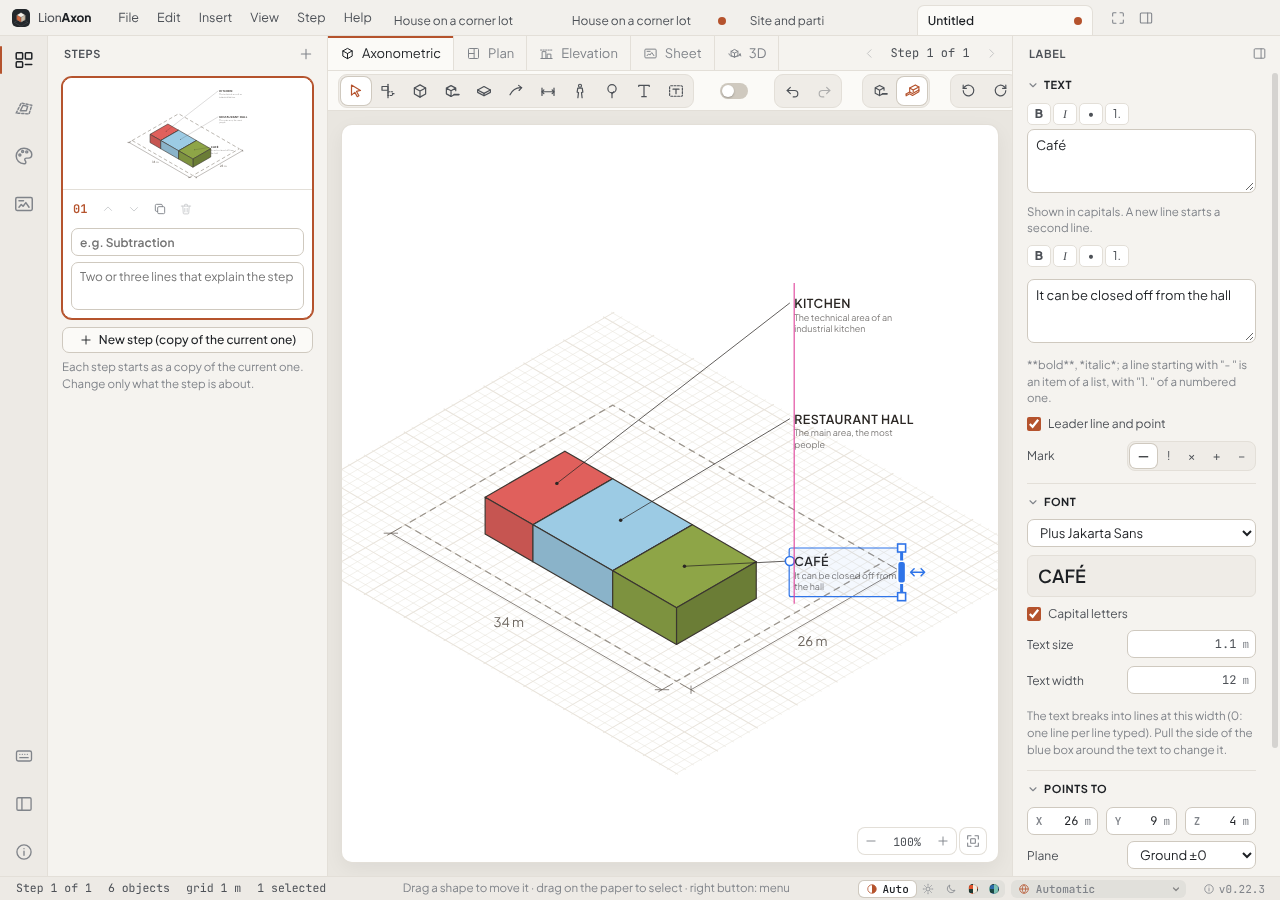 LionAxon
File Edit Insert View Step Help
House on a corner lot
House on a corner lot
Site and parti
Untitled
STEPS
Axonometric
Plan
Elevation
Sheet
3D
Step 1 of 1
LABEL
01
e.g. Subtraction
Two or three lines that explain the step
New step (copy of the current one)
Each step starts as a copy of the current one.
Change only what the step is about.
KITCHEN
The technical area of an
industrial kitchen
RESTAURANT HALL
The main area, the most
people
CAFÉ
It can be closed off from
the hall
34 m
26 m
100%
TEXT
B I • 1.
Café
Shown in capitals. A new line starts a
second line.
B I • 1.
It can be closed off from the hall
**bold**, *italic*; a line starting with "- " is
an item of a list, with "1. " of a numbered
one.
Leader line and point
Mark
— ! × + −
FONT
Plus Jakarta Sans
CAFÉ
Capital letters
Text size 1.1 m
Text width 12 m
The text breaks into lines at this width (0:
one line per line typed). Pull the side of the
blue box around the text to change it.
POINTS TO
X 26 m Y 9 m Z 4 m
Plane Ground ±0
Step 1 of 1 6 objects grid 1 m 1 selected
Drag a shape to move it · drag on the paper to select · right button: menu
Auto
Automatic
v0.22.3